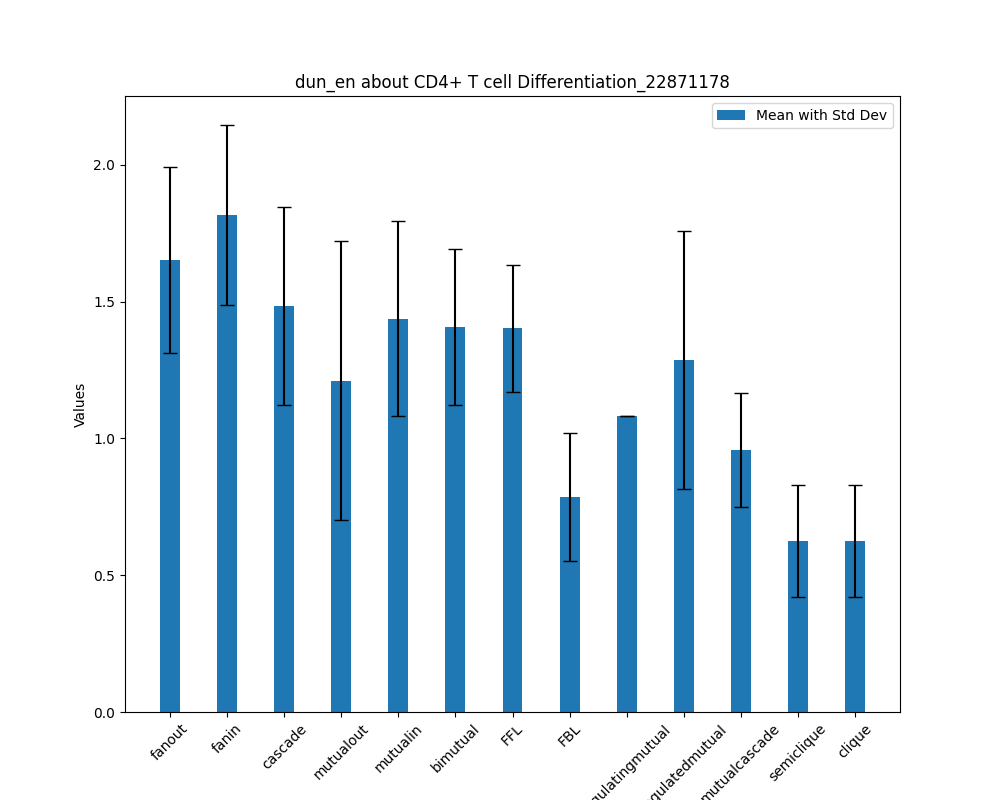 dun_en about CD4+ T cell Differentiation_22871178
Mean with Std Dev
Values
2.0
1.5
1.0
0.5
0.0
fanout
fanin
cascade
mutualout
mutualin
bimutual
FFL
FBL
gulatingmutual
gulatedmutual
mutualcascade
semiclique
clique